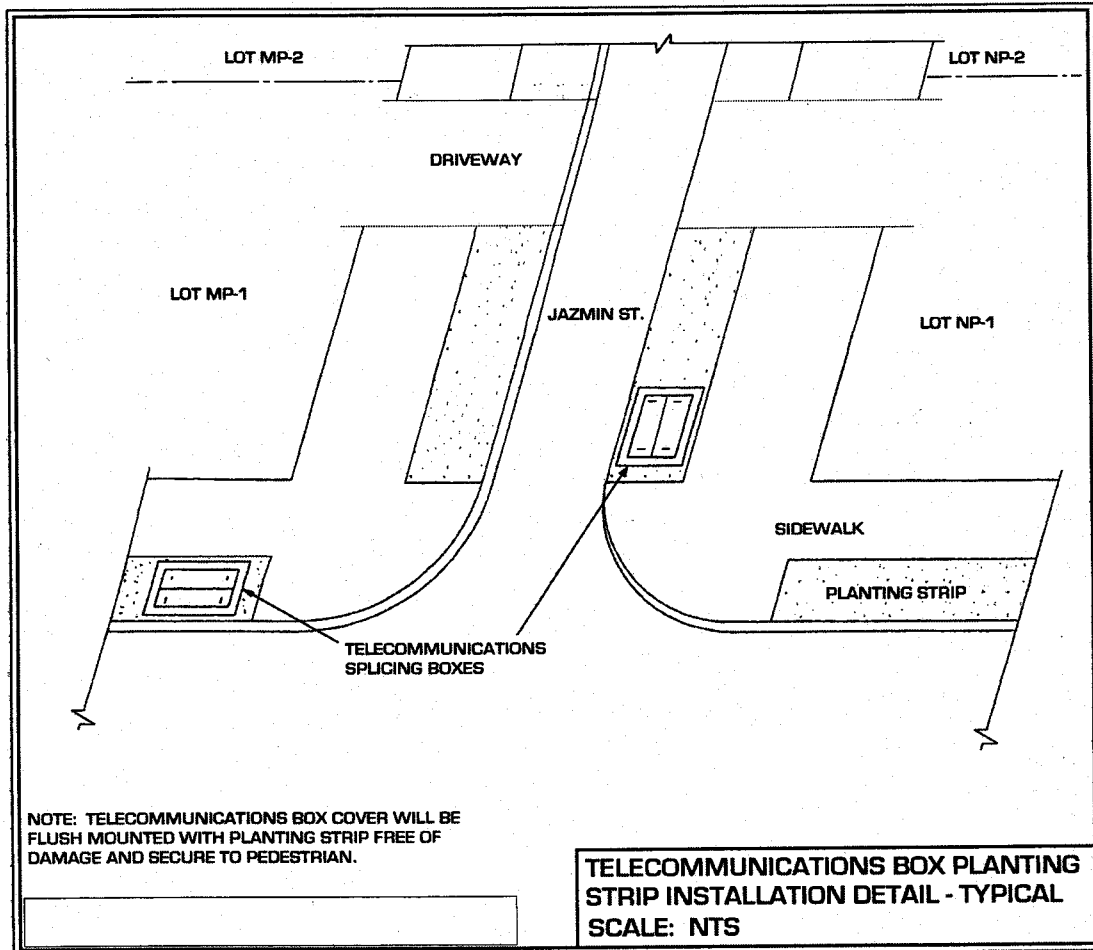 LOT MP-2
LOT NP-2
DRIVEWAY
LOT MP-1
JAZMIN ST.
LOT NP-1
SIDEWALK
PLANTING STRIP
TELECOMMUNICATIONS
SPLICING BOXES
NOTE: TELECOMMUNICATIONS BOX COVER WILL BE
FLUSH MOUNTED WITH PLANTING STRIP FREE OF
DAMAGE AND SECURE TO PEDESTRIAN.
TELECOMMUNICATIONS BOX PLANTING
STRIP INSTALLATION DETAIL - TYPICAL
SCALE: NTS